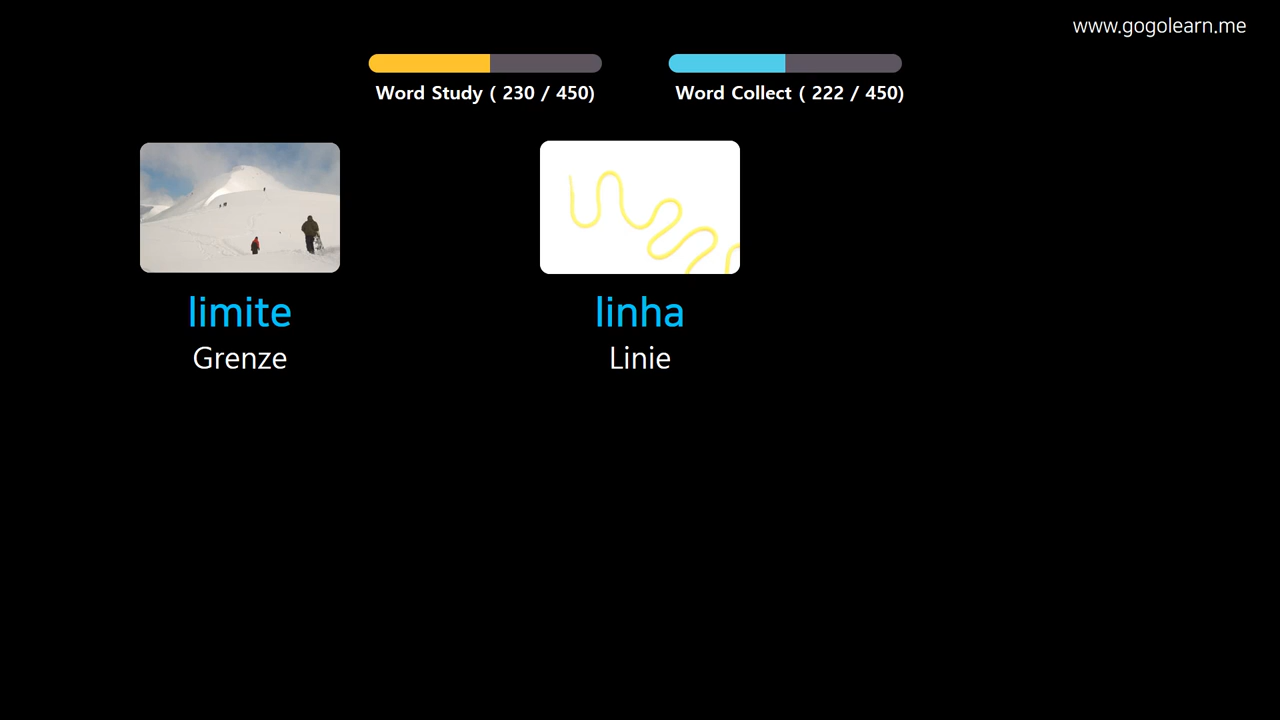 www.gogolearn.me
Word Study ( 230 / 450)
Word Collect ( 222 / 450)
limite
Grenze
linha
Linie